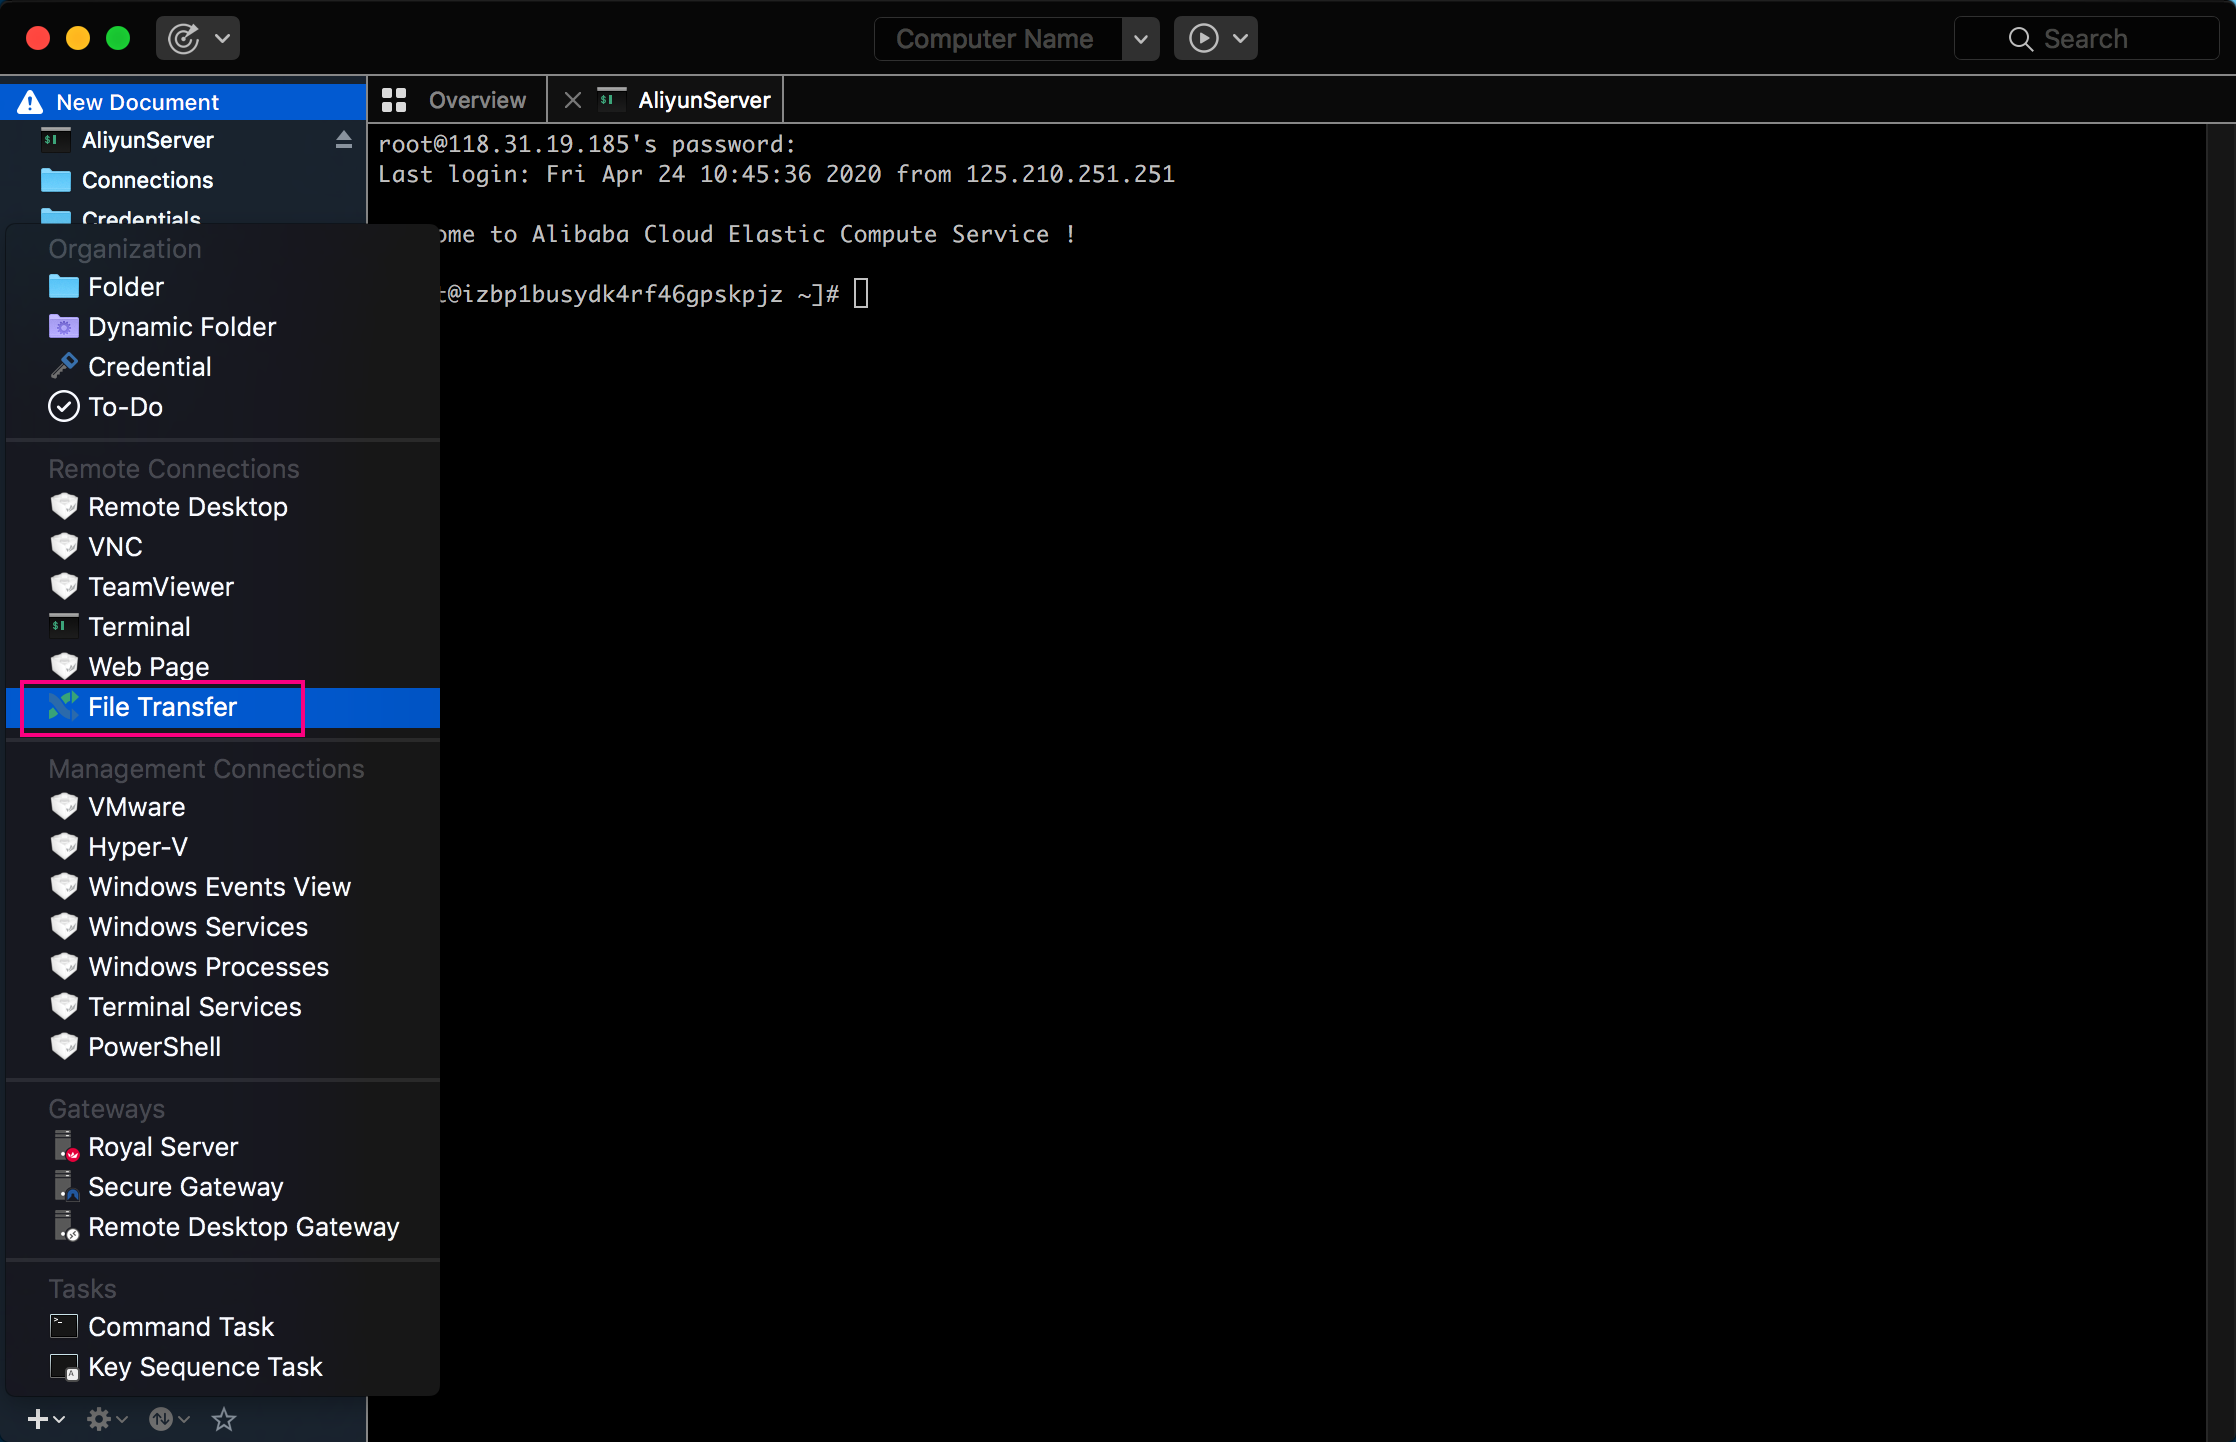 Computer Name
Search
New Document
Overview
AliyunServer
AliyunServer
Connections
Credentials
root@118.31.19.185's password:
Last login: Fri Apr 24 10:45:36 2020 from 125.210.251.251
ome to Alibaba Cloud Elastic Compute Service !
t@izbp1busydk4rf46gpskpjz ~]#
Organization
Folder
Dynamic Folder
Credential
To-Do
Remote Connections
Remote Desktop
VNC
TeamViewer
Terminal
Web Page
File Transfer
Management Connections
VMware
Hyper-V
Windows Events View
Windows Services
Windows Processes
Terminal Services
PowerShell
Gateways
Royal Server
Secure Gateway
Remote Desktop Gateway
Tasks
Command Task
Key Sequence Task